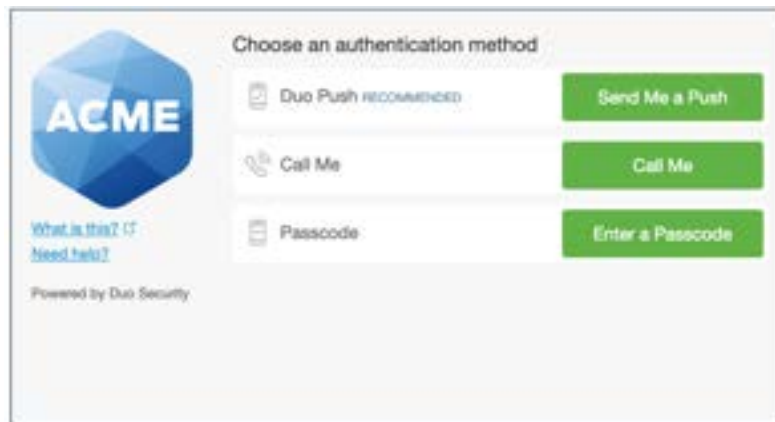 ACME
What is this?
Need help?
Powered by Duo Security
Choose an authentication method
Duo Push RECOMMENDED
Send Me a Push
Call Me
Call Me
Passcode
Enter a Passcode